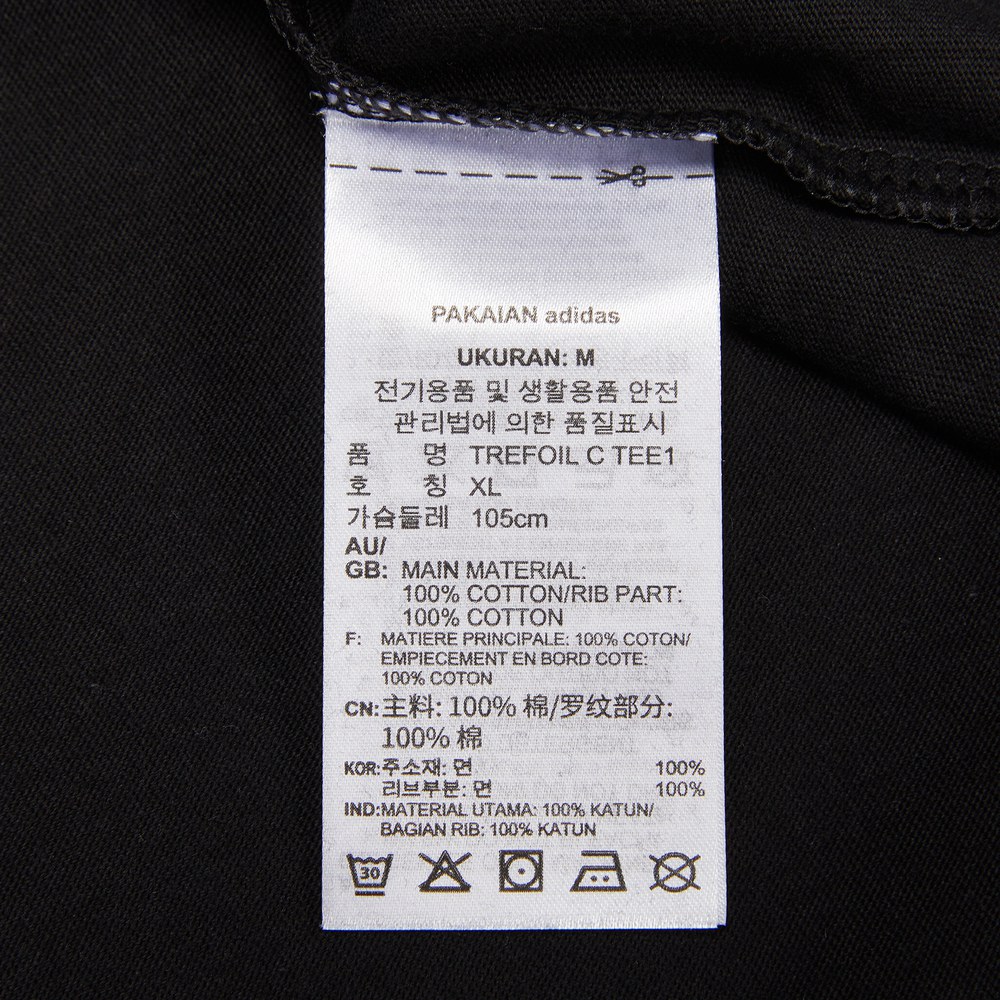 PAKAIAN adidas
UKURAN: M
전기용품 및 생활용품 안전
관리법에 의한 품질표시
품 명 TREFOIL C TEE1
호 칭 XL
가슴둘레 105cm
AU/
GB: MAIN MATERIAL:
100% COTTON/RIB PART:
100% COTTON
F: MATIERE PRINCIPALE: 100% COTON/
EMPIECEMENT EN BORD COTE:
100% COTON
CN:主料: 100% 棉/罗纹部分:
100% 棉
KOR:주소재: 면 100%
리브부분: 면 100%
IND:MATERIAL UTAMA: 100% KATUN/
BAGIAN RIB: 100% KATUN
30